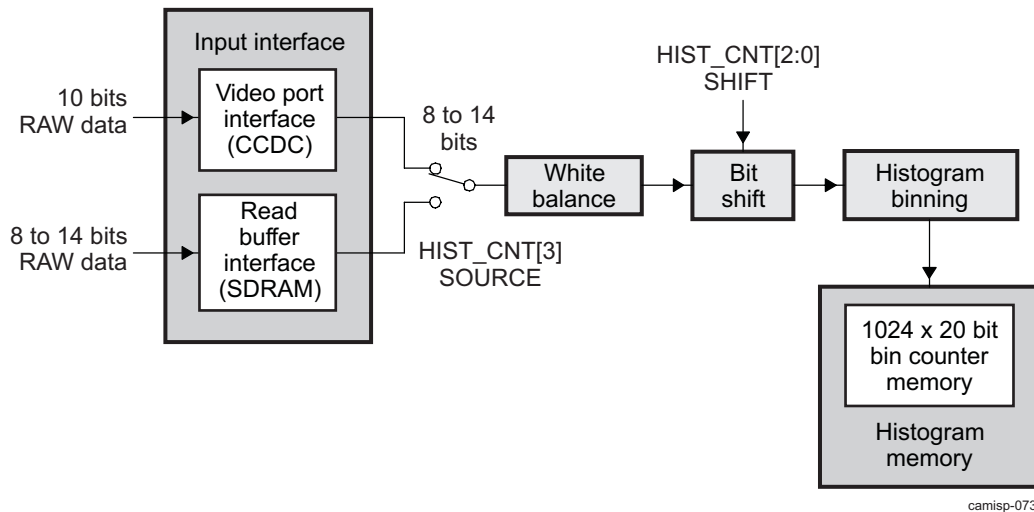 Input interface
10 bits
RAW data
Video port
interface
(CCDC)
8 to 14 bits
RAW data
Read
buffer
interface
(SDRAM)
8 to 14
bits
HIST_CNT[3]
SOURCE
White
balance
HIST_CNT[2:0]
SHIFT
Bit
shift
Histogram
binning
1024 x 20 bit
bin counter
memory
Histogram
memory
camisp-073